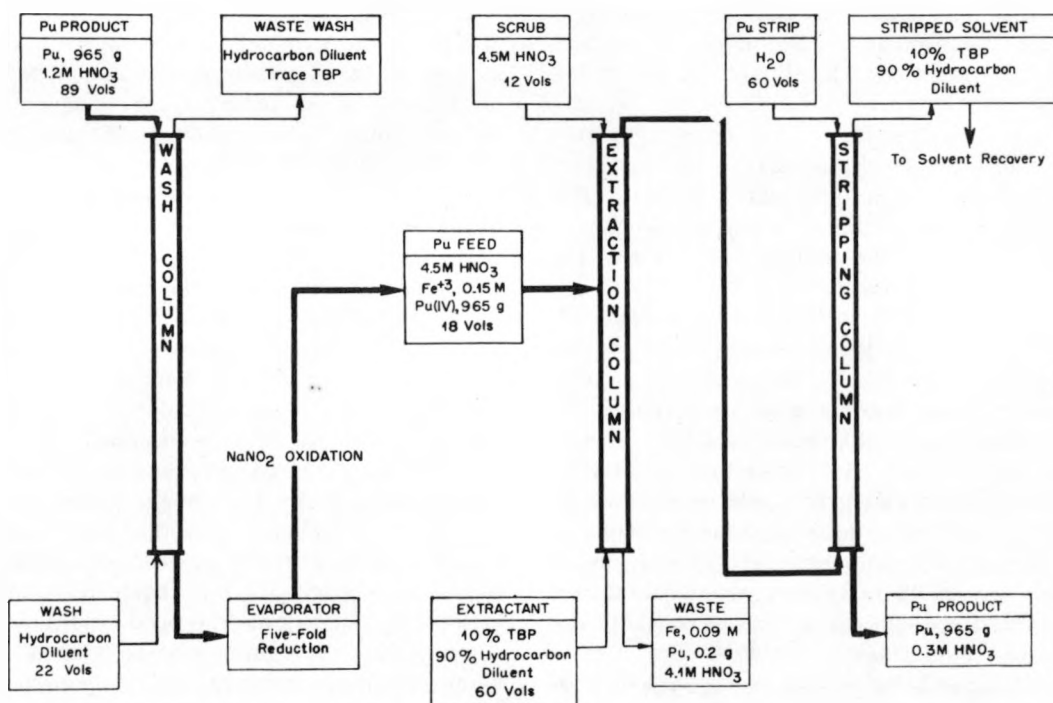 Pu PRODUCT
Pu, 965 g
1.2M HNO3
89 Vols
WASTE WASH
Hydrocarbon Diluent
Trace TBP
SCRUB
4.5M HNO3
12 Vols
Pu STRIP
H2O
60 Vols
STRIPPED SOLVENT
10% TBP
90% Hydrocarbon
Diluent
To Solvent Recovery
WASH COLUMN
EXTRACTION COLUMN
STRIPPING COLUMN
Pu FEED
4.5M HNO3
Fe+3, 0.15 M
Pu(IV), 965 g
18 Vols
NaNO2 OXIDATION
WASH
Hydrocarbon
Diluent
22 Vols
EVAPORATOR
Five-Fold
Reduction
EXTRACTANT
10% TBP
90% Hydrocarbon
Diluent
60 Vols
WASTE
Fe, 0.09 M
Pu, 0.2 g
4.1M HNO3
Pu PRODUCT
Pu, 965 g
0.3M HNO3